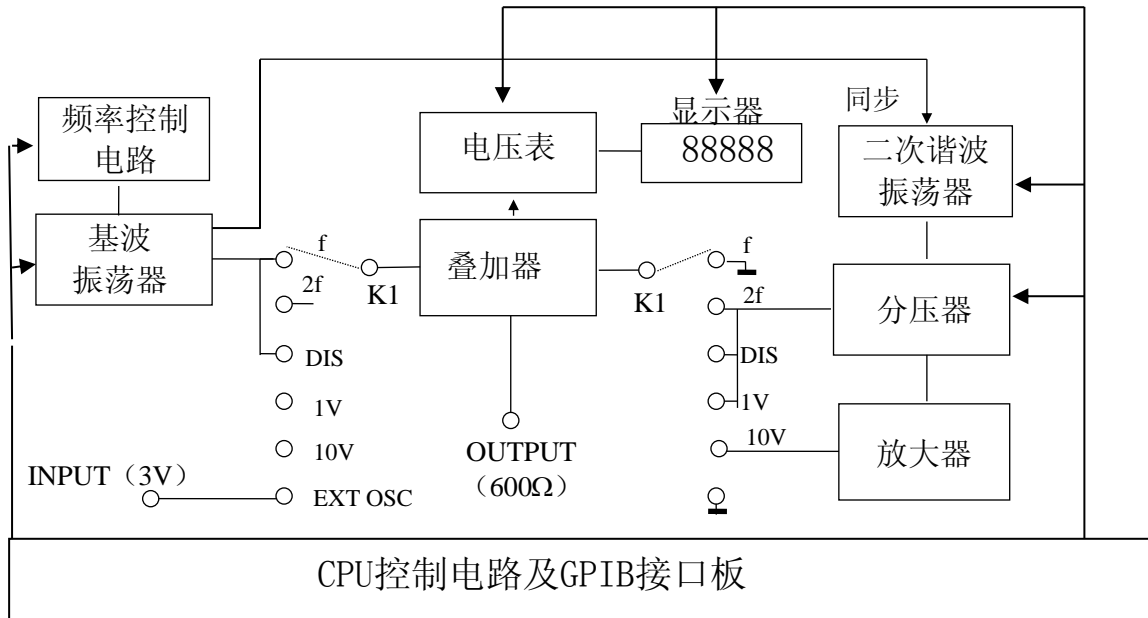 频率控制
电路
基波
振荡器
电压表
显示器
88888
同步
二次谐波
振荡器
叠加器
分压器
放大器
f
K1
2f
DIS
1V
10V
EXT OSC
INPUT（3V）
OUTPUT
（600Ω）
K1
f
2f
DIS
1V
10V
CPU控制电路及GPIB接口板